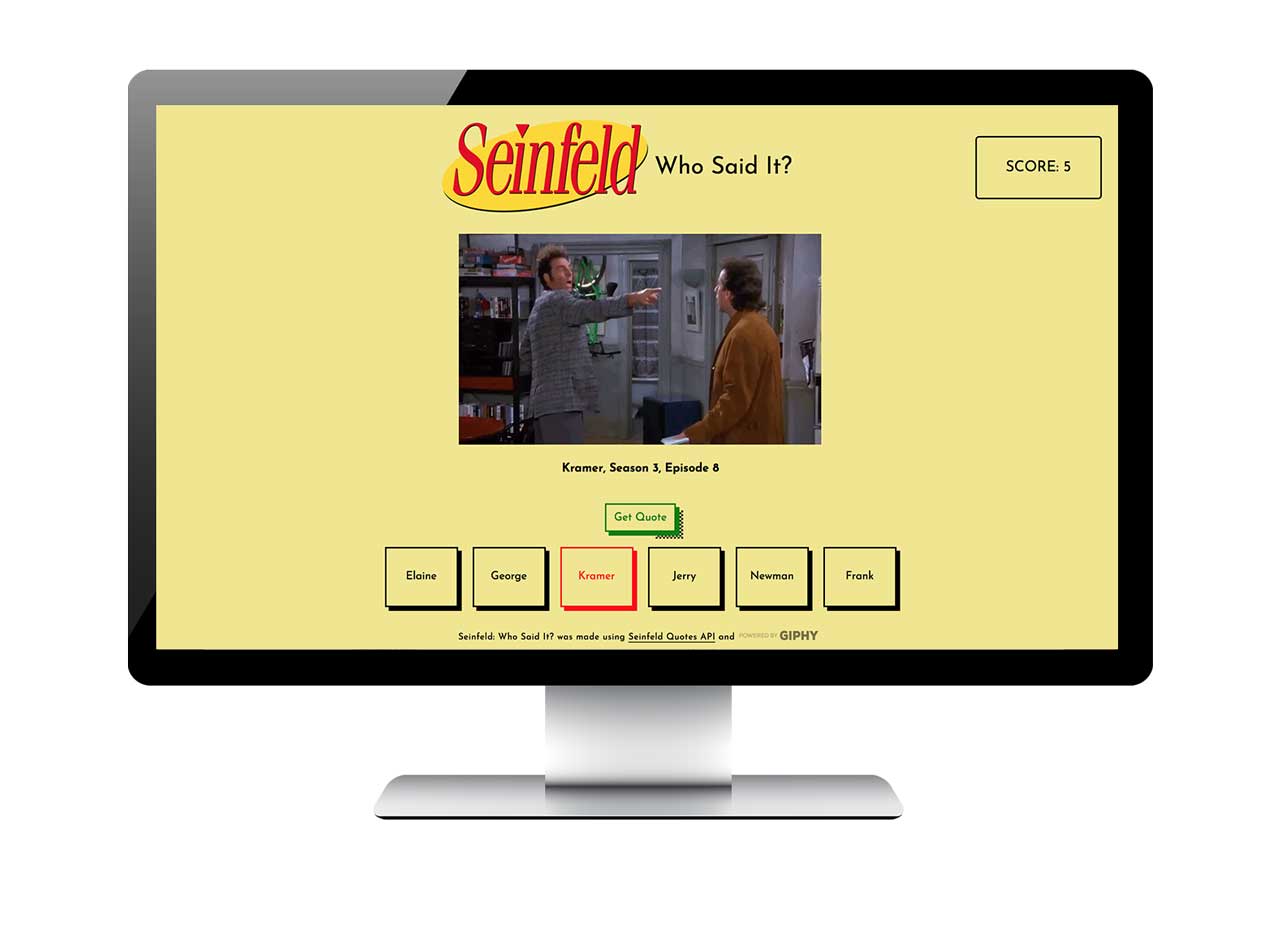 Seinfeld Who Said It?
SCORE: 5
Kramer, Season 3, Episode 8
Get Quote
Elaine George Kramer Jerry Newman Frank
Seinfeld: Who Said It? was made using Seinfeld Quotes API and POWERED BY GIPHY